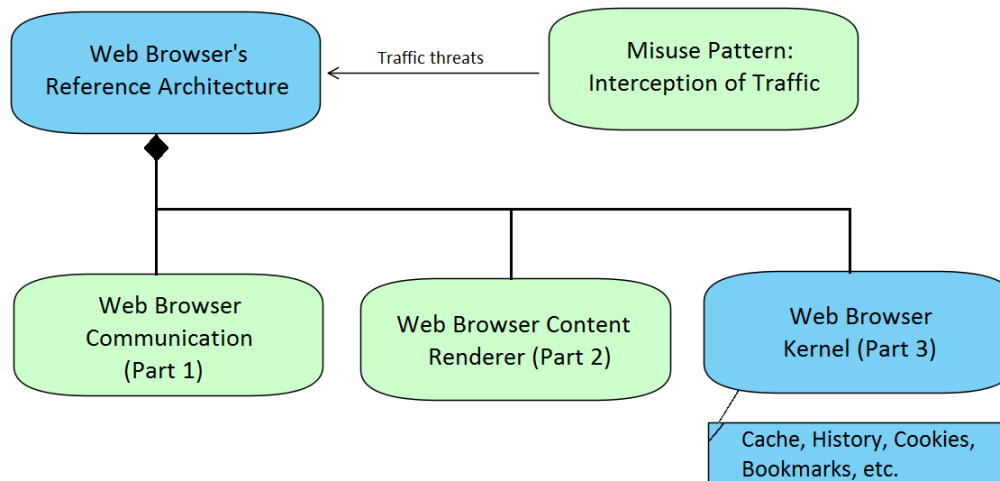 Web Browser's
Reference Architecture
Traffic threats
Misuse Pattern:
Interception of Traffic
Web Browser
Communication
(Part 1)
Web Browser Content
Renderer (Part 2)
Web Browser
Kernel (Part 3)
Cache, History, Cookies,
Bookmarks, etc.